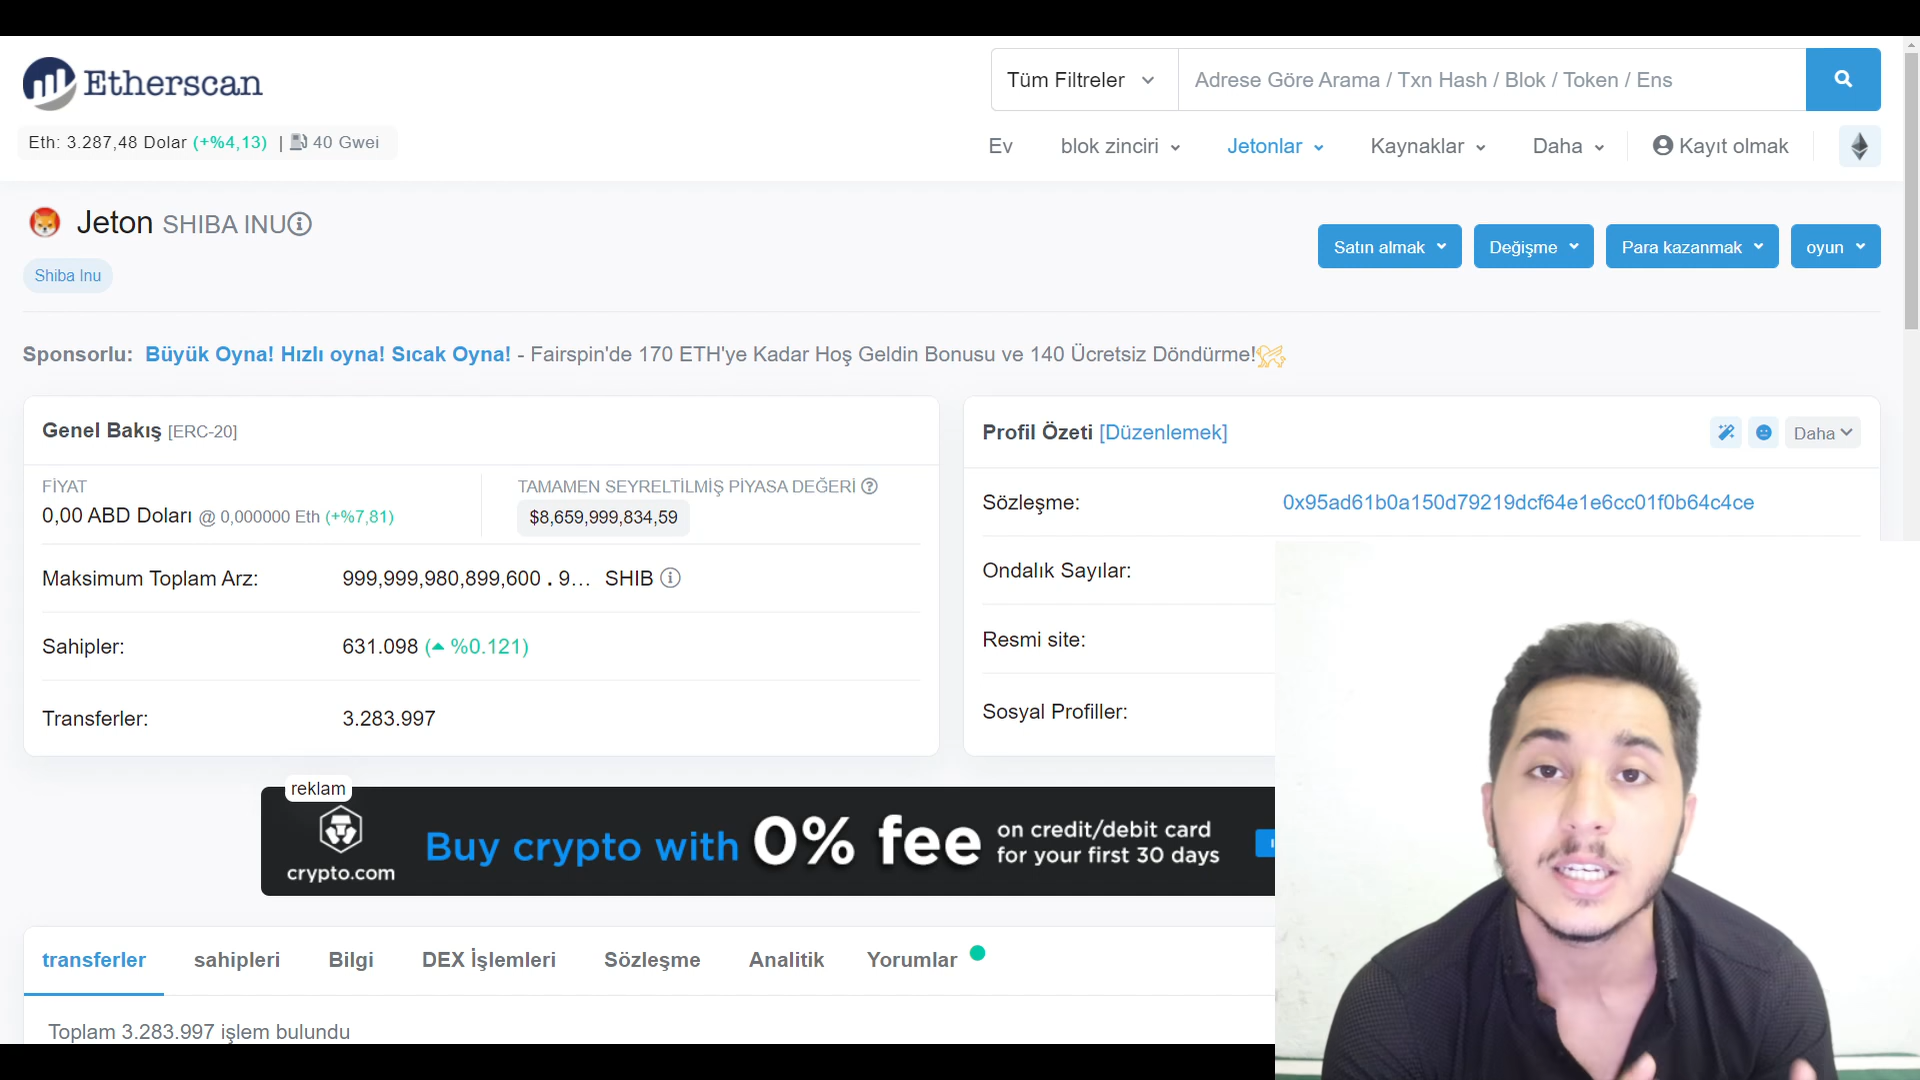 Etherscan
Tüm Filtreler
Adrese Göre Arama / Txn Hash / Blok / Token / Ens
Eth: 3.287,48 Dolar (+%4,13) | 40 Gwei
Ev blok zinciri Jetonlar Kaynaklar Daha Kayıt olmak
Jeton SHIBA INU
Shiba Inu
Satın almak Değişme Para kazanmak oyun
Sponsorlu: Büyük Oyna! Hızlı oyna! Sıcak Oyna! - Fairspin'de 170 ETH'ye Kadar Hoş Geldin Bonusu ve 140 Ücretsiz Döndürme!
Genel Bakış [ERC-20]
FİYAT
0,00 ABD Doları @ 0,000000 Eth (+%7,81)
TAMAMEN SEYRELTİLMİŞ PİYASA DEĞERİ
$8,659,999,834,59
Maksimum Toplam Arz: 999,999,980,899,600.9... SHIB
Sahipler: 631.098 (%0.121)
Transferler: 3.283.997
Profil Özeti [Düzenlemek]
Daha
Sözleşme: 0x95ad61b0a150d79219dcf64e1e6cc01f0b64c4ce
Ondalık Sayılar:
Resmi site:
Sosyal Profiller:
reklam
crypto.com
Buy crypto with 0% fee
on credit/debit card
for your first 30 days
transferler sahipleri Bilgi DEX İşlemleri Sözleşme Analitik Yorumlar
Toplam 3.283.997 işlem bulundu